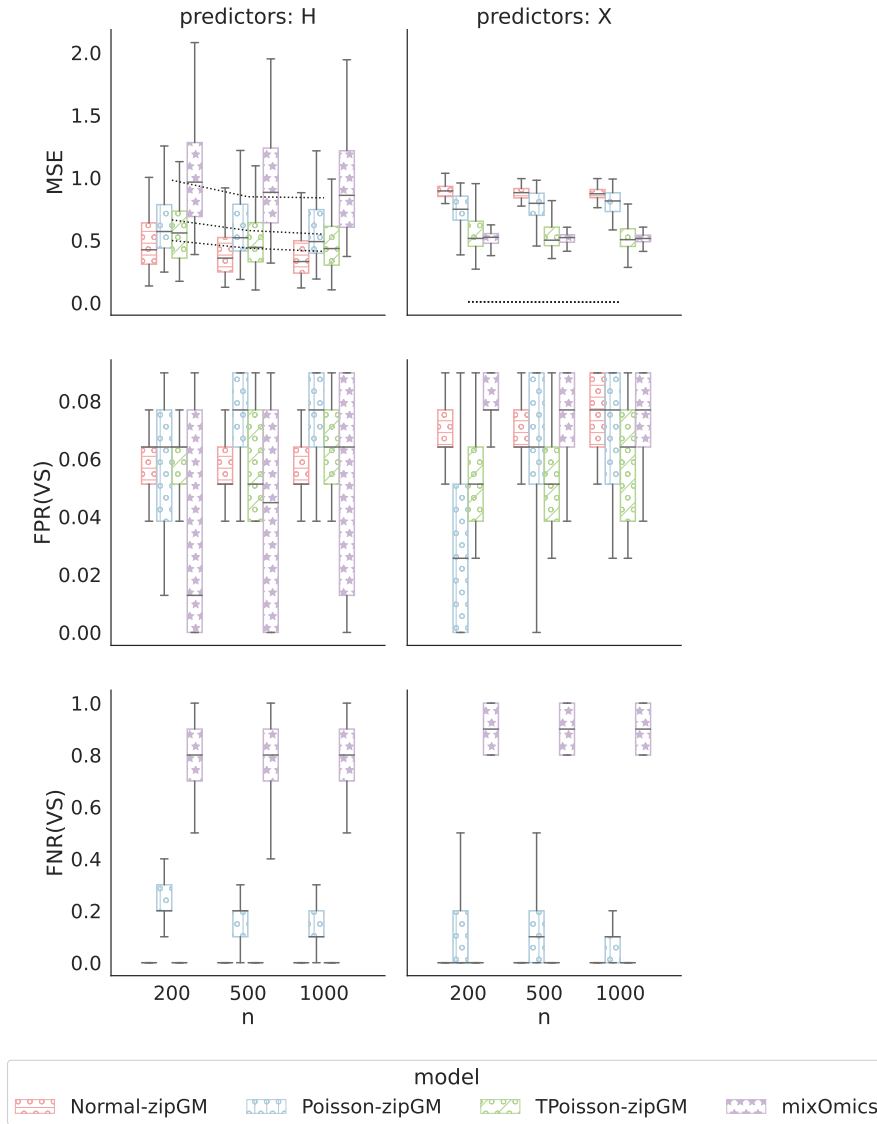 predictors: H
predictors: X
MSE
2.0
1.5
1.0
0.5
0.0
FPR(VS)
0.08
0.06
0.04
0.02
0.00
FNR(VS)
1.0
0.8
0.6
0.4
0.2
0.0
200 500 1000
n
200 500 1000
n
model
Normal-zipGM Poisson-zipGM TPoisson-zipGM mixOmics